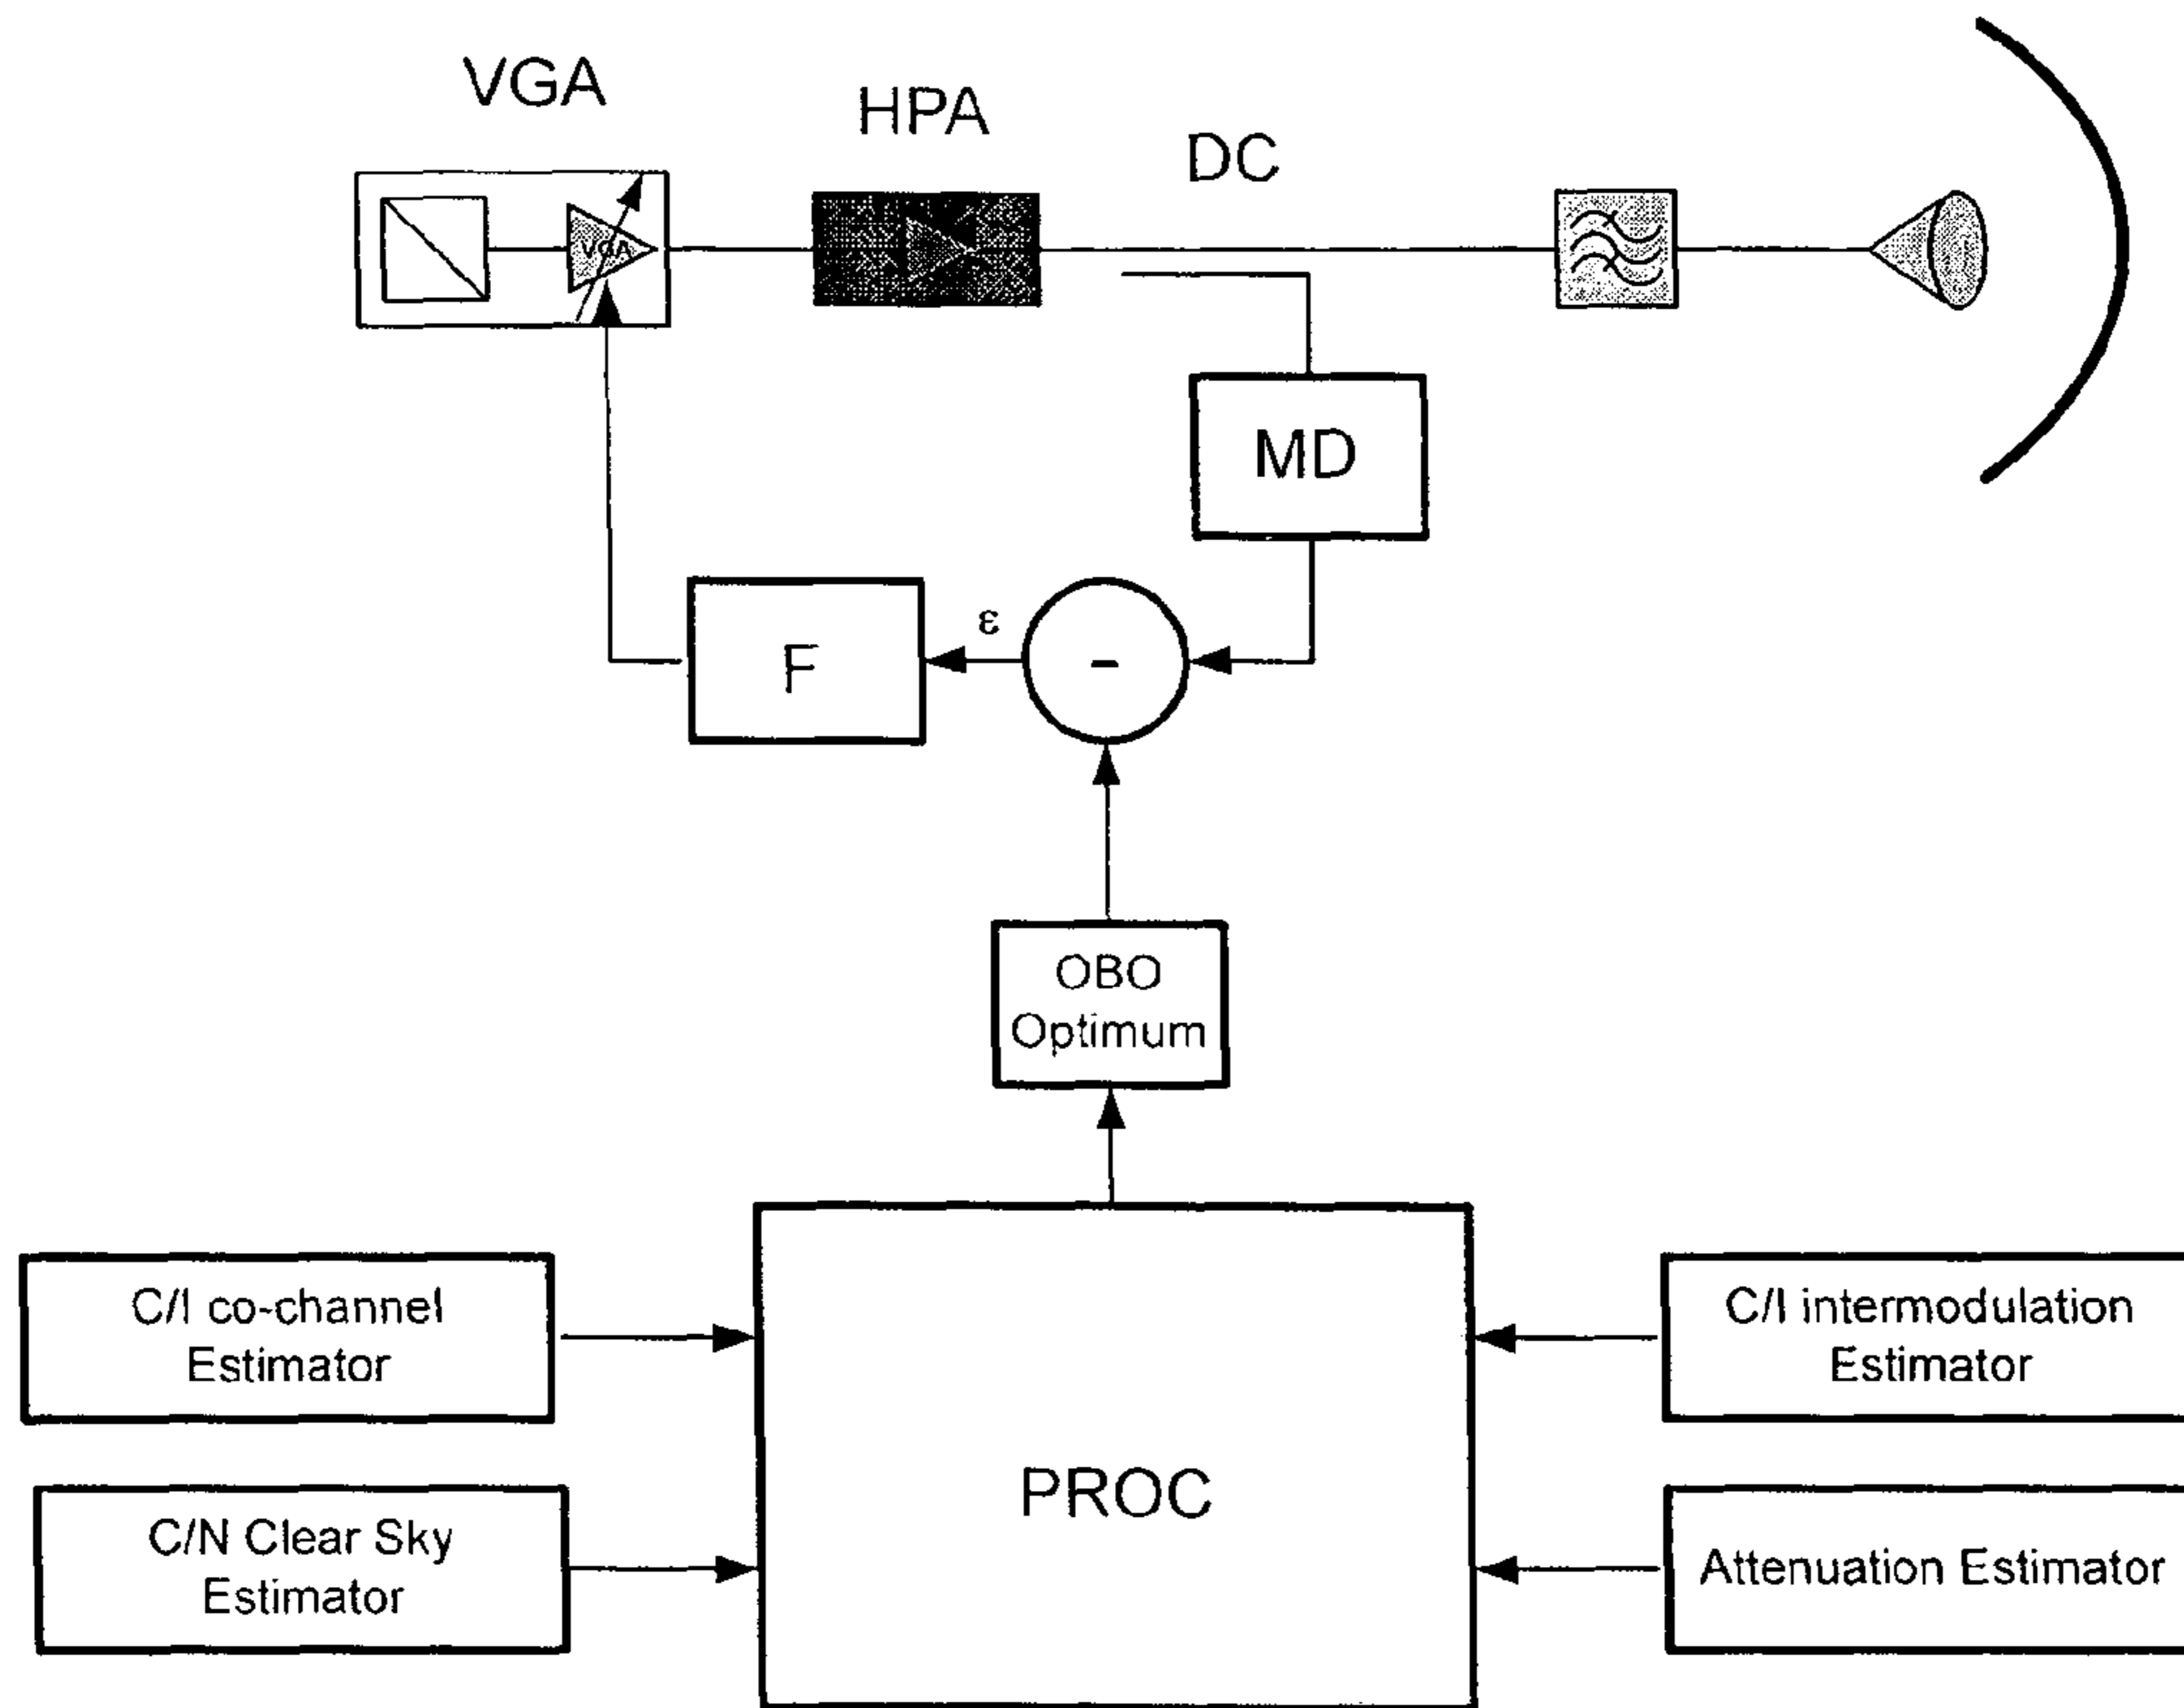 VGA
HPA
DC
VGA
MD
ε
F
-
OBO
Optimum
C/I co-channel
Estimator
C/I intermodulation
Estimator
PROC
C/N Clear Sky
Estimator
Attenuation Estimator